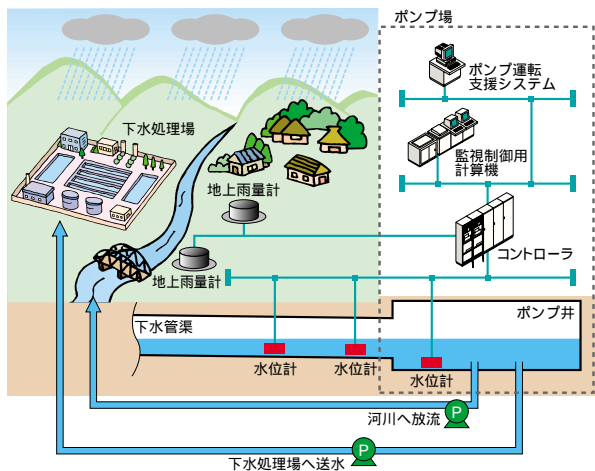 ポンプ場
ポンプ運転
支援システム
下水処理場
監視制御用
計算機
地上雨量計
コントローラ
地上雨量計
下水管渠
ポンプ井
水位計
水位計
水位計
河川へ放流
P
下水処理場へ送水
P